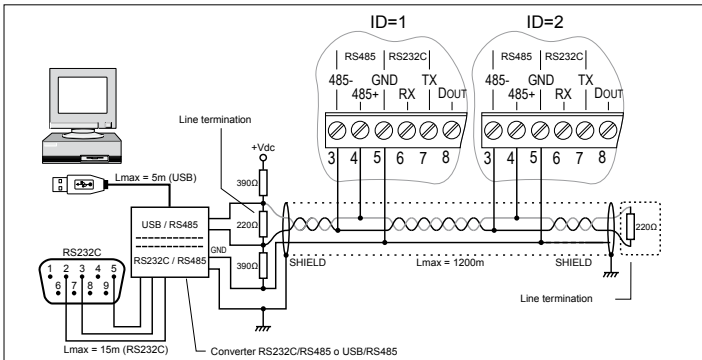 ID=1
ID=2
RS485 RS232C
RS485 RS232C
485- GND TX
485+ RX DOUT
485- GND TX
485+ RX DOUT
3 4 5 6 7 8
3 4 5 6 7 8
Line termination
+Vdc
390Ω
Lmax = 5m (USB)
USB / RS485
220Ω
220Ω
GND
RS232C / RS485
390Ω
RS232C
1 2 3 4 5
6 7 8 9
SHIELD
Lmax = 1200m
SHIELD
Line termination
Lmax = 15m (RS232C)
Converter RS232C/RS485 o USB/RS485